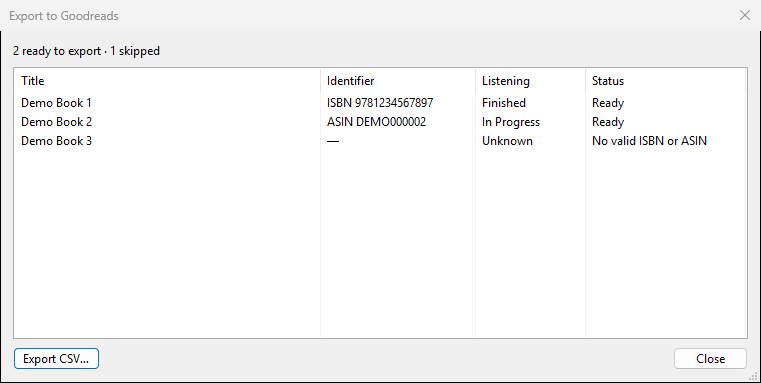 Export to Goodreads
2 ready to export · 1 skipped
Title Identifier Listening Status
Demo Book 1 ISBN 9781234567897 Finished Ready
Demo Book 2 ASIN DEMO000002 In Progress Ready
Demo Book 3 — Unknown No valid ISBN or ASIN
Export CSV... Close